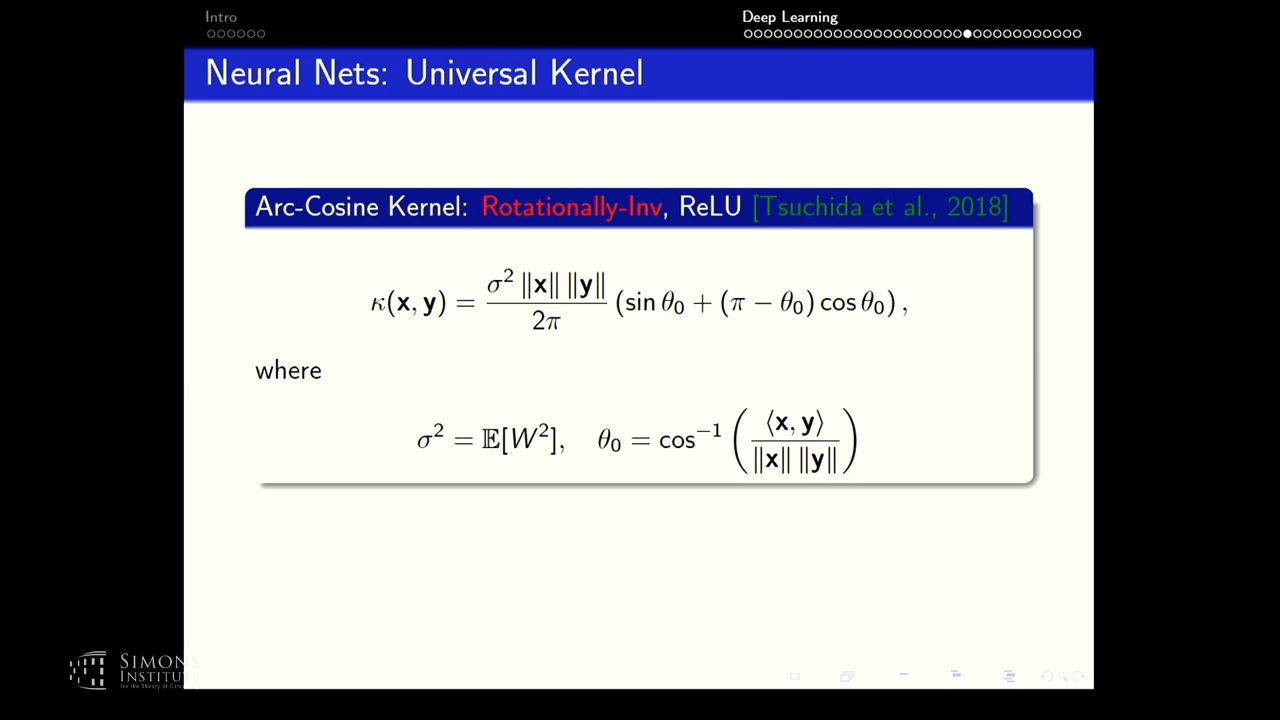 Intro
Deep Learning
Neural Nets: Universal Kernel
Arc-Cosine Kernel: Rotationally-Inv, ReLU [Tsuchida et al., 2018]
κ(x, y) = σ² ‖x‖ ‖y‖ / 2π (sin θ₀ + (π − θ₀) cos θ₀) ,
where
σ² = 𝔼[W²], θ₀ = cos⁻¹ ( ⟨x, y⟩ / ‖x‖ ‖y‖ )
SIMONS
INSTITUTE